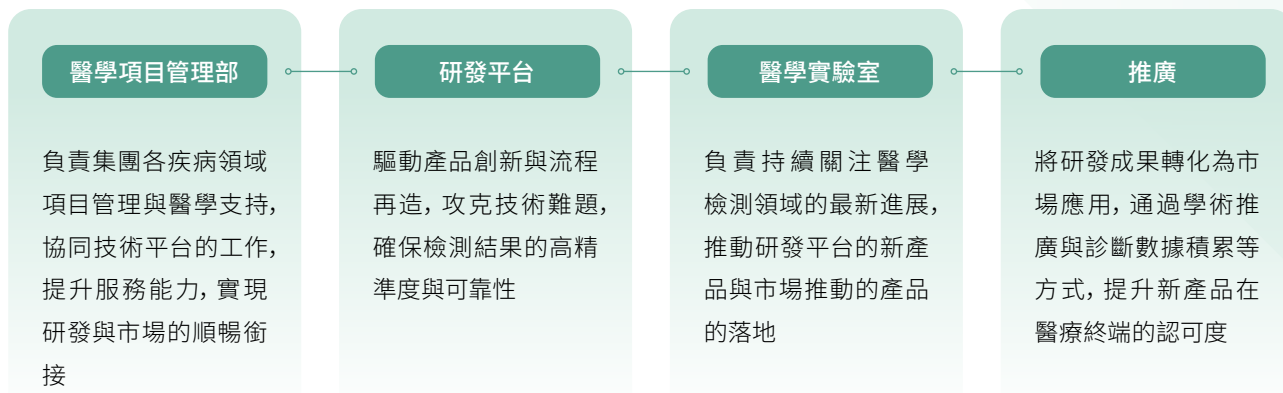 醫學項目管理部
負責集團各疾病領域
項目管理與醫學支持，
協同技術平台的工作，
提升服務能力，實現
研發與市場的順暢銜
接
研發平台
驅動產品創新與流程
再造，攻克技術難題，
確保檢測結果的高精
準度與可靠性
醫學實驗室
負責持續關注醫學
檢測領域的最新進展，
推動研發平台的新產
品與市場推動的產品
的落地
推廣
將研發成果轉化為市
場應用，通過學術推
廣與診斷數據積累等
方式，提升新產品在
醫療終端的認可度